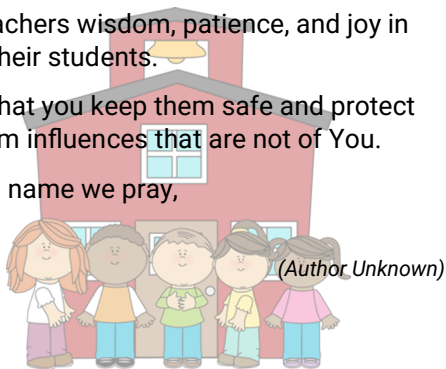 achers wisdom, patience, and joy in
heir students.
hat you keep them safe and protect
m influences that are not of You.
name we pray,
(Author Unknown)